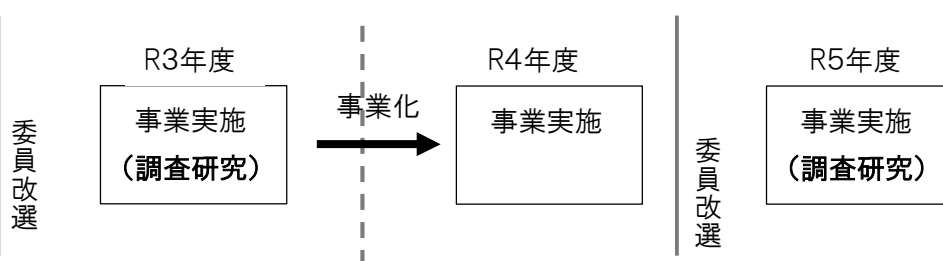 委員改選
R3年度
事業実施
（調査研究）
事業化
R4年度
事業実施
委員改選
R5年度
事業実施
（調査研究）